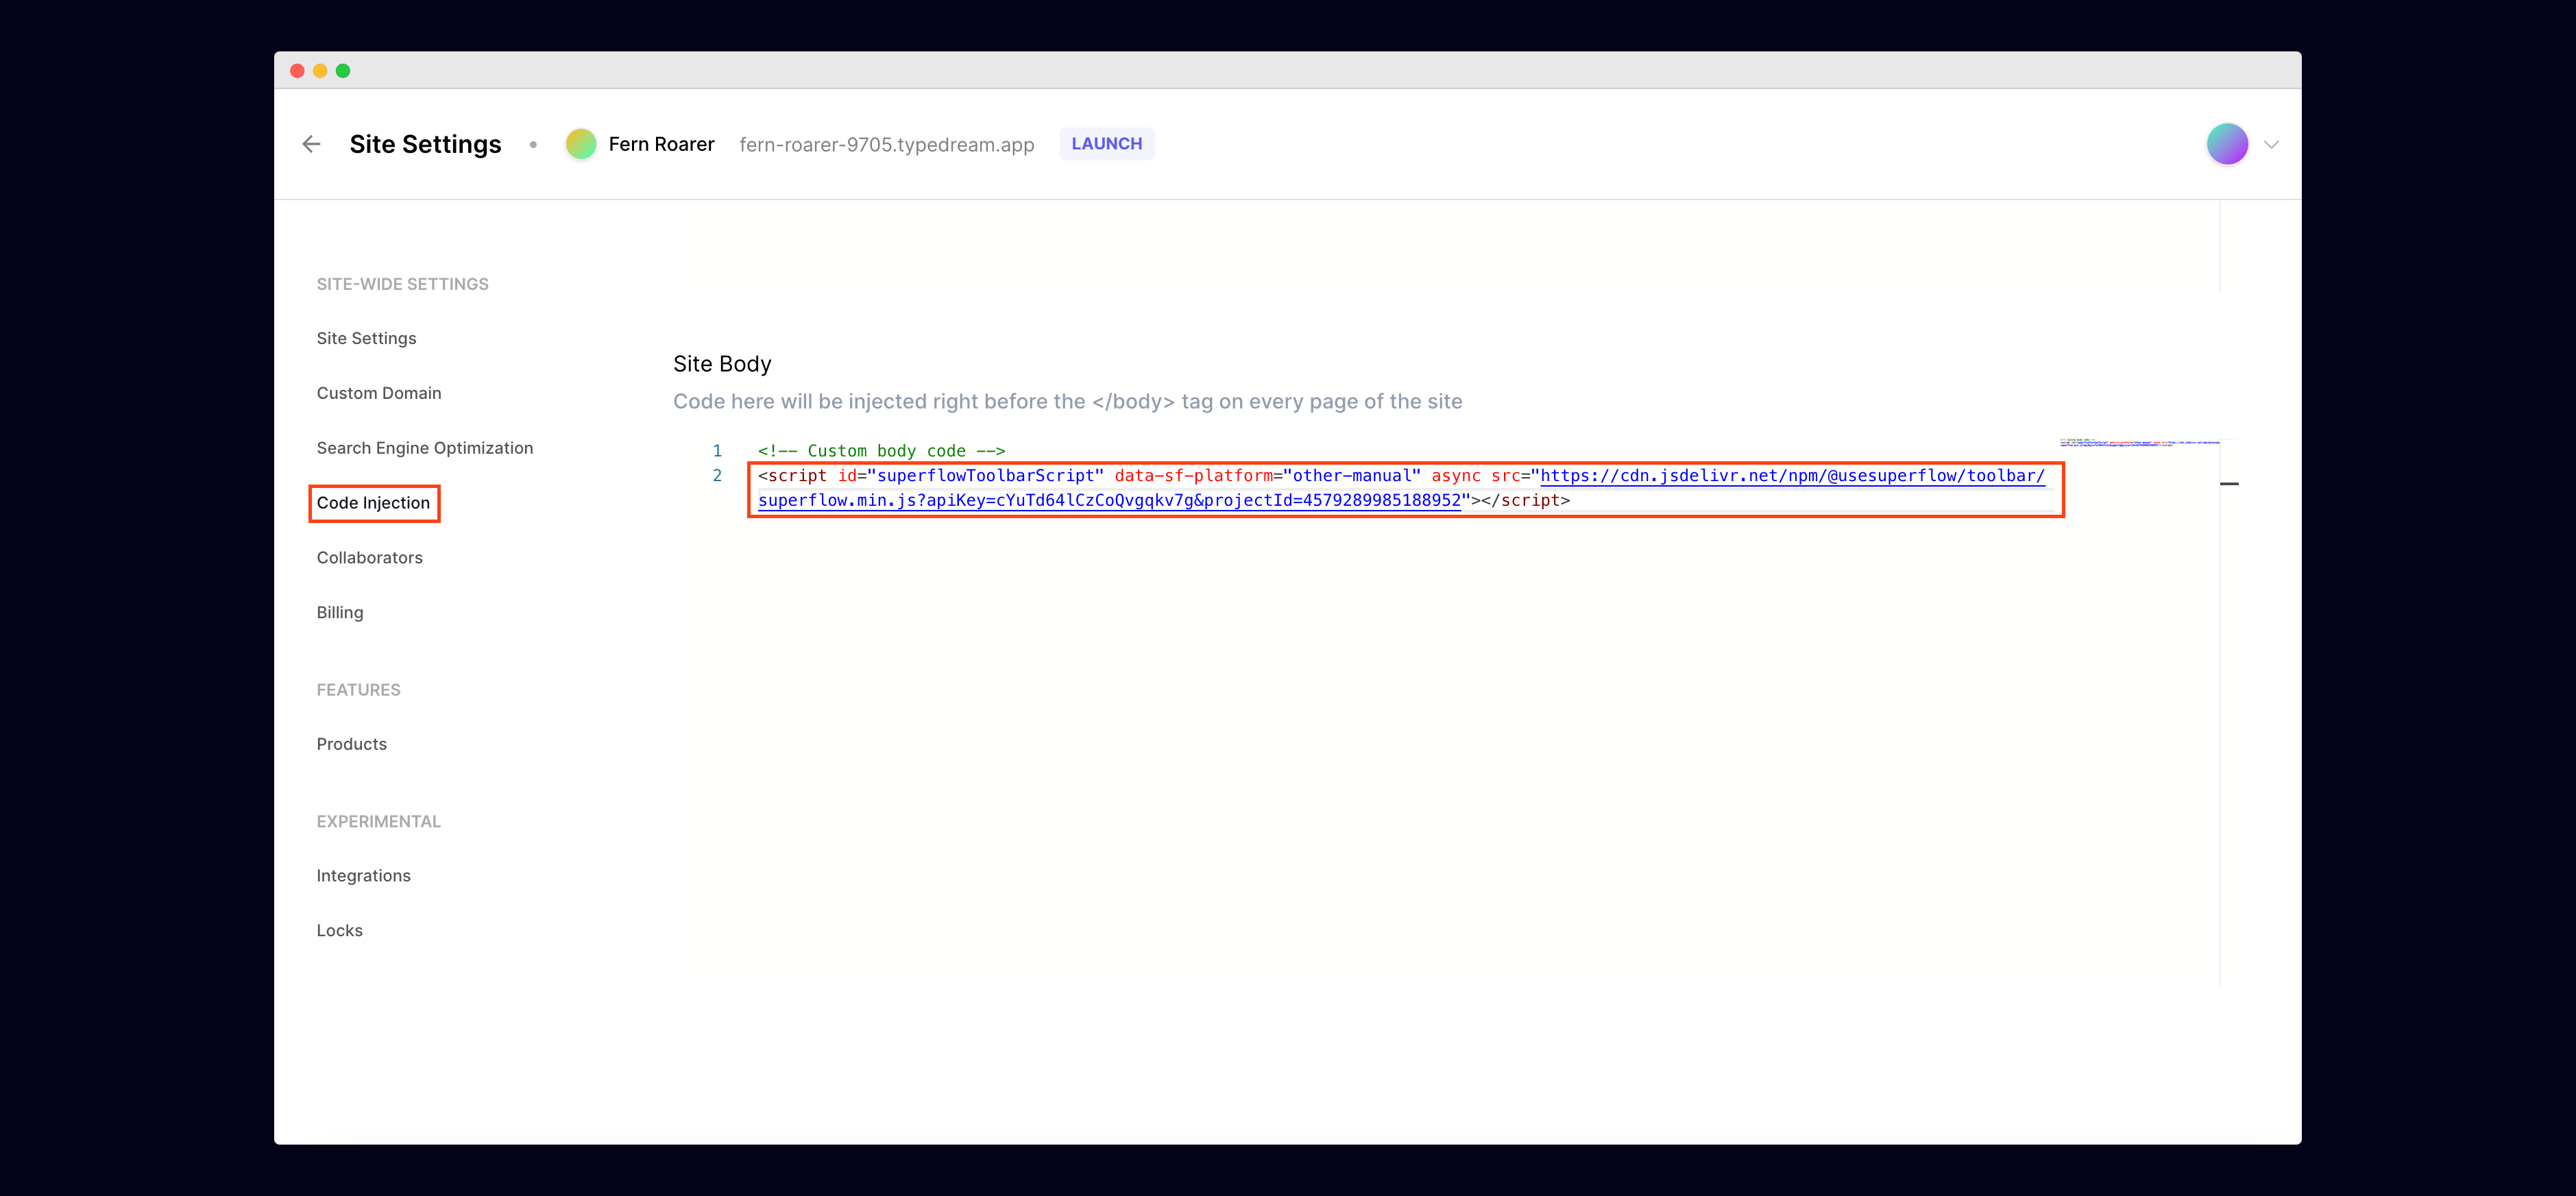 Site Settings • Fern Roarer fern-roarer-9705.typedream.app LAUNCH
SITE-WIDE SETTINGS
Site Settings
Custom Domain
Search Engine Optimization
Code Injection
Collaborators
Billing
FEATURES
Products
EXPERIMENTAL
Integrations
Locks
Site Body
Code here will be injected right before the </body> tag on every page of the site
1 <!-- Custom body code -->
2 <script id="superflowToolbarScript" data-sf-platform="other-manual" async src="https://cdn.jsdelivr.net/npm/@usesuperflow/toolbar/
superflow.min.js?apiKey=cYuTd64lCzCoQvgqkv7g&projectId=4579289985188952"></script>